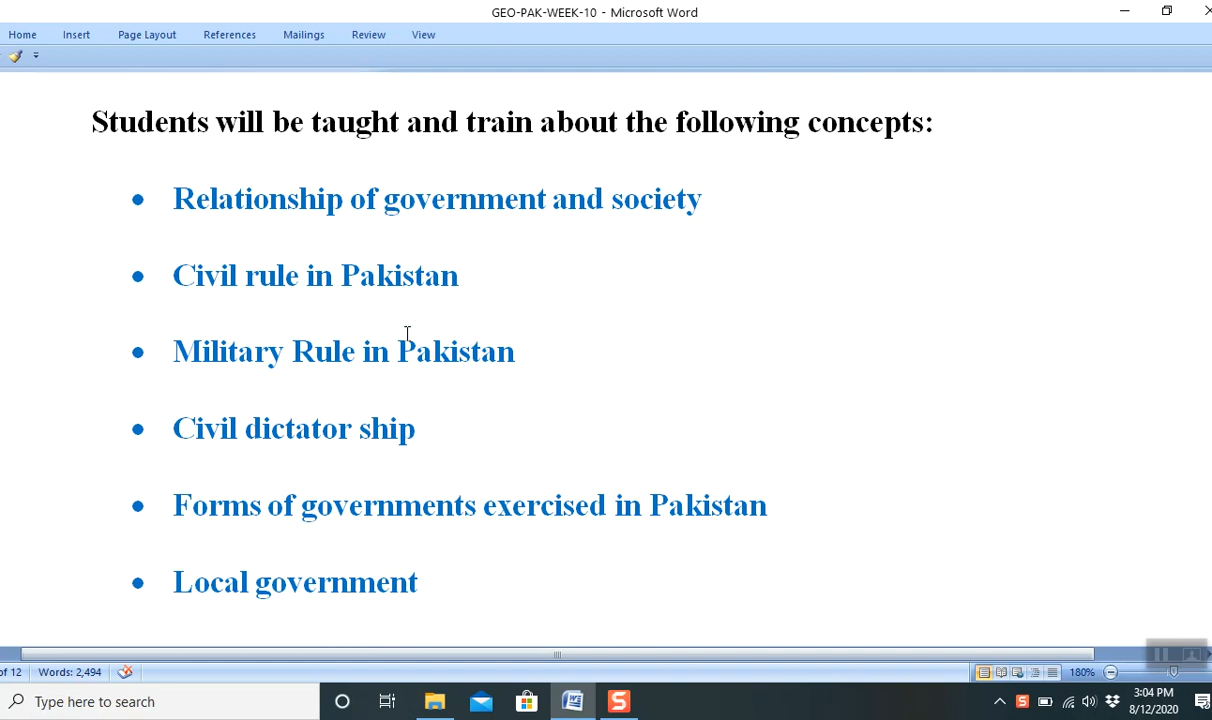 GEO-PAK-WEEK-10 - Microsoft Word
Home Insert Page Layout References Mailings Review View
Students will be taught and train about the following concepts:
• Relationship of government and society
• Civil rule in Pakistan
• Military Rule in Pakistan
• Civil dictator ship
• Forms of governments exercised in Pakistan
• Local government
of 12 Words: 2,494 180%
Type here to search
3:04 PM
8/12/2020